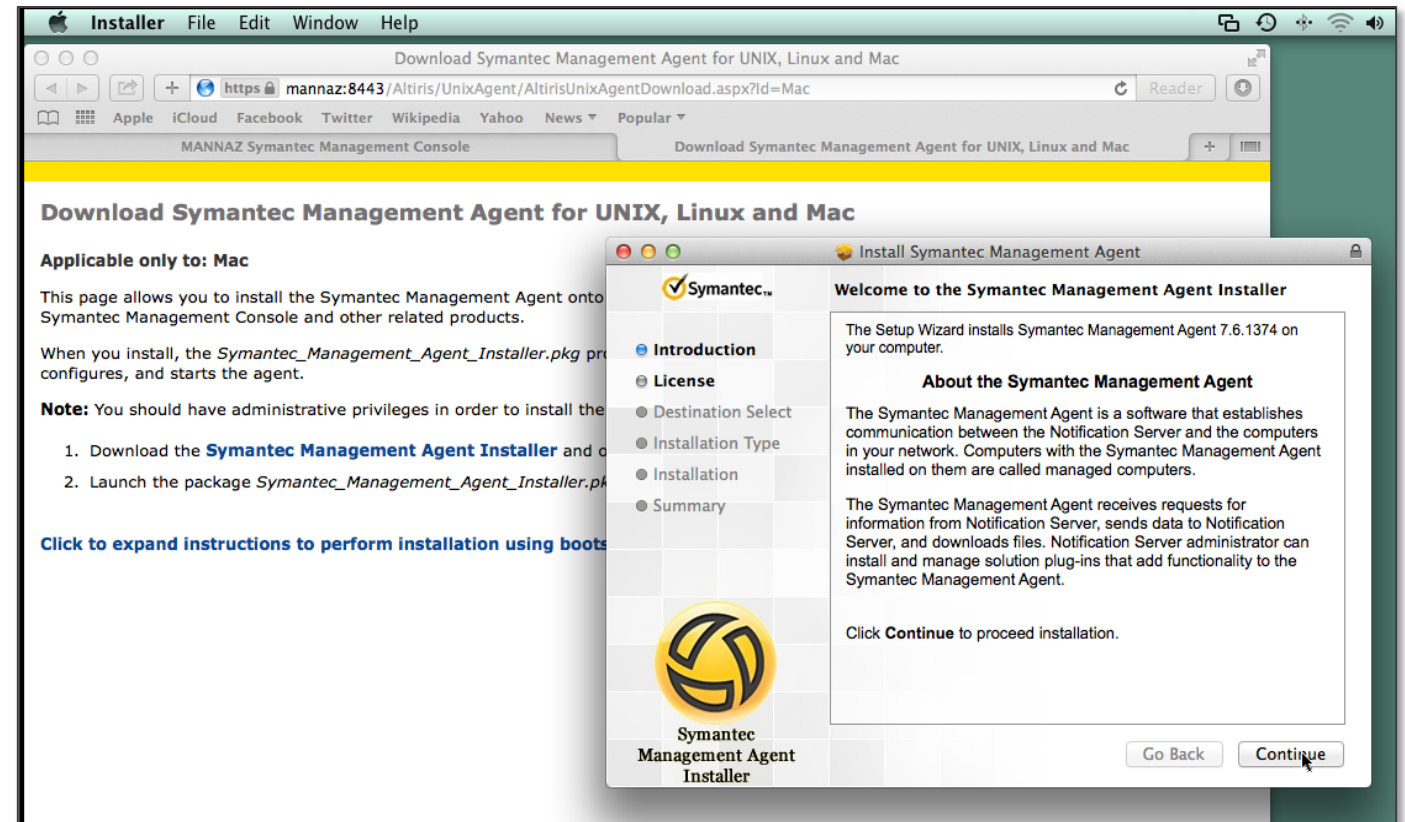 Installer File Edit Window Help
Download Symantec Management Agent for UNIX, Linux and Mac
https mannaz:8443/Altiris/UnixAgent/AltirisUnixAgentDownload.aspx?Id=Mac Reader
Apple iCloud Facebook Twitter Wikipedia Yahoo News Popular
MANNAZ Symantec Management Console
Download Symantec Management Agent for UNIX, Linux and Mac
Download Symantec Management Agent for UNIX, Linux and Mac
Applicable only to: Mac
This page allows you to install the Symantec Management Agent onto
Symantec Management Console and other related products.
When you install, the Symantec_Management_Agent_Installer.pkg
configures, and starts the agent.
Note: You should have administrative privileges in order to install the
1. Download the Symantec Management Agent Installer and
2. Launch the package
Click to expand instructions to perform installation using
Install Symantec Management Agent
Symantec™
Introduction
License
Destination Select
Installation Type
Installation
Summary
Symantec
Management Agent
Installer
Welcome to the Symantec Management Agent Installer
The Setup Wizard installs Symantec Management Agent 7.6.1374 on
your computer.
About the Symantec Management Agent
The Symantec Management Agent is a software that establishes
communication between the Notification Server and the computers
in your network. Computers with the Symantec Management Agent
installed on them are called managed computers.
The Symantec Management Agent receives requests for
information from Notification Server, sends data to Notification
Server, and downloads files. Notification Server administrator can
install and manage solution plug-ins that add functionality to the
Symantec Management Agent.
Click Continue to proceed installation.
Go Back Continue